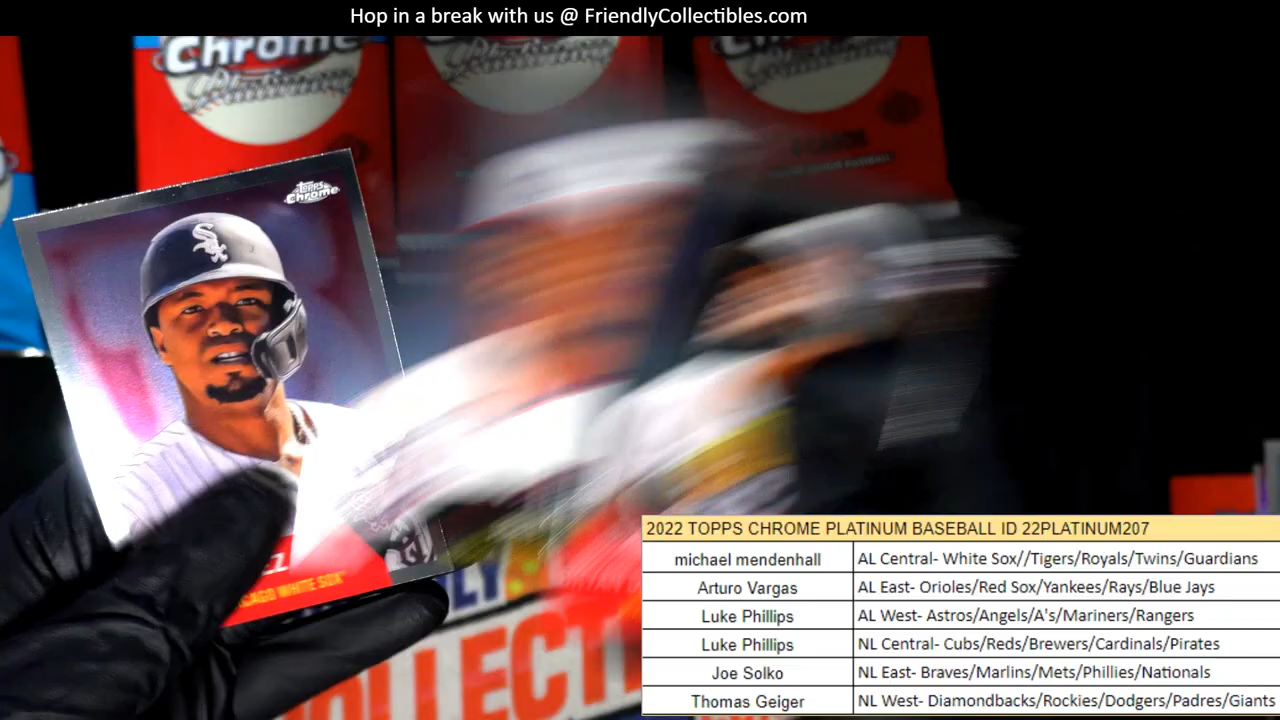 Hop in a break with us @ FriendlyCollectibles.com
Chrome
Platinum
Chrome
TOPPS
Chrome
Sox
CHICAGO WHITE SOX
COLLECT
2022 TOPPS CHROME PLATINUM BASEBALL ID 22PLATINUM207
michael mendenhall AL Central- White Sox//Tigers/Royals/Twins/Guardians
Arturo Vargas AL East- Orioles/Red Sox/Yankees/Rays/Blue Jays
Luke Phillips AL West- Astros/Angels/A's/Mariners/Rangers
Luke Phillips NL Central- Cubs/Reds/Brewers/Cardinals/Pirates
Joe Solko NL East- Braves/Marlins/Mets/Phillies/Nationals
Thomas Geiger NL West- Diamondbacks/Rockies/Dodgers/Padres/Giants